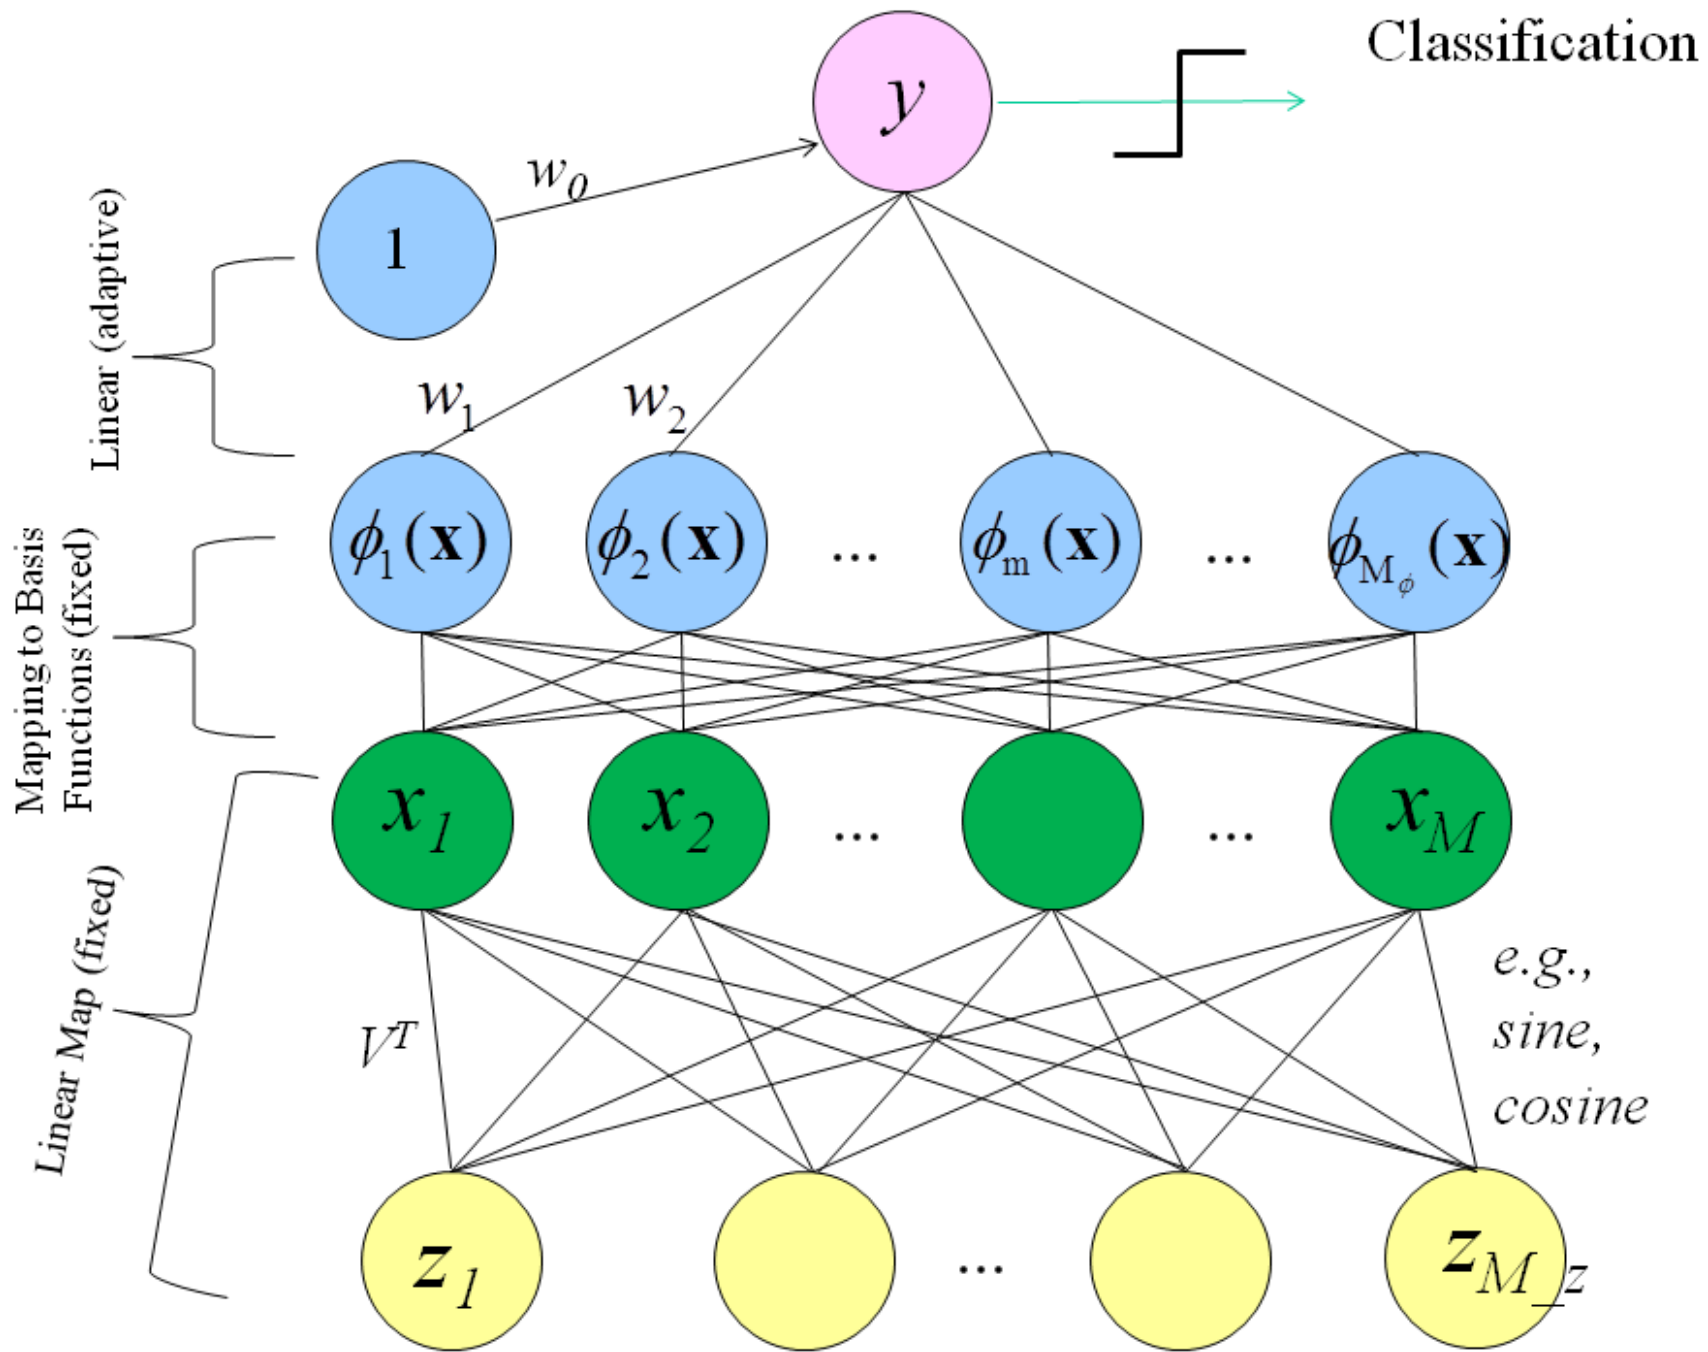 Classification
y
w0
1
Linear (adaptive)
w1
w2
ϕ1(x)
ϕ2(x)
...
ϕm(x)
...
ϕMϕ(x)
Mapping to Basis
Functions (fixed)
x1
x2
...
...
xM
Linear Map (fixed)
VT
e.g.,
sine,
cosine
z1
...
zM_z